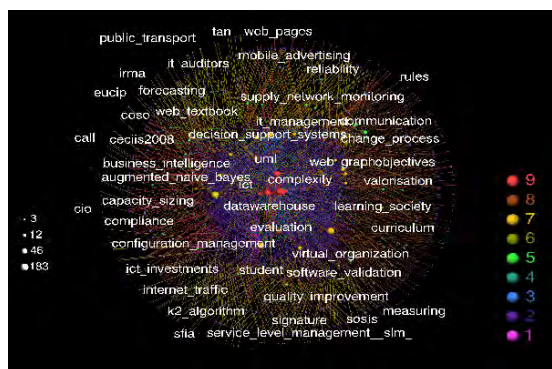 tan web_pages
public_transport
mobile_advertising
it_auditors
reliability
irma
rules
forecasting
eucip
supply_network_monitoring
coso web_textbook
it_management communication
call ceciis2008 decision_support_systems change_process
uml
business_intelligence web_graph objectives
augmented_naive_bayes complexity valorisation
ict
capacity_sizing
cio datawarehouse learning_society
compliance
evaluation curriculum
configuration_management
virtual_organization
ict_investments student software_validation
internet_traffic
quality_improvement
k2_algorithm measuring
signature sosis
sfia service_level_management__slm_
3
12
46
183
9
8
7
6
5
4
3
2
1